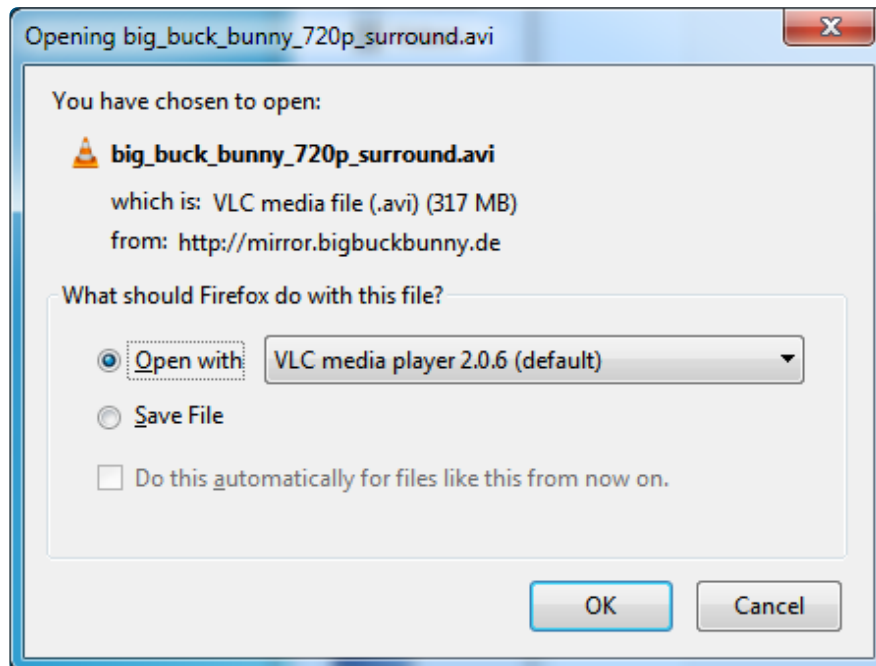 Opening big_buck_bunny_720p_surround.avi
You have chosen to open:
big_buck_bunny_720p_surround.avi
which is: VLC media file (.avi) (317 MB)
from: http://mirror.bigbuckbunny.de
What should Firefox do with this file?
Open with VLC media player 2.0.6 (default)
Save File
Do this automatically for files like this from now on.
OK Cancel